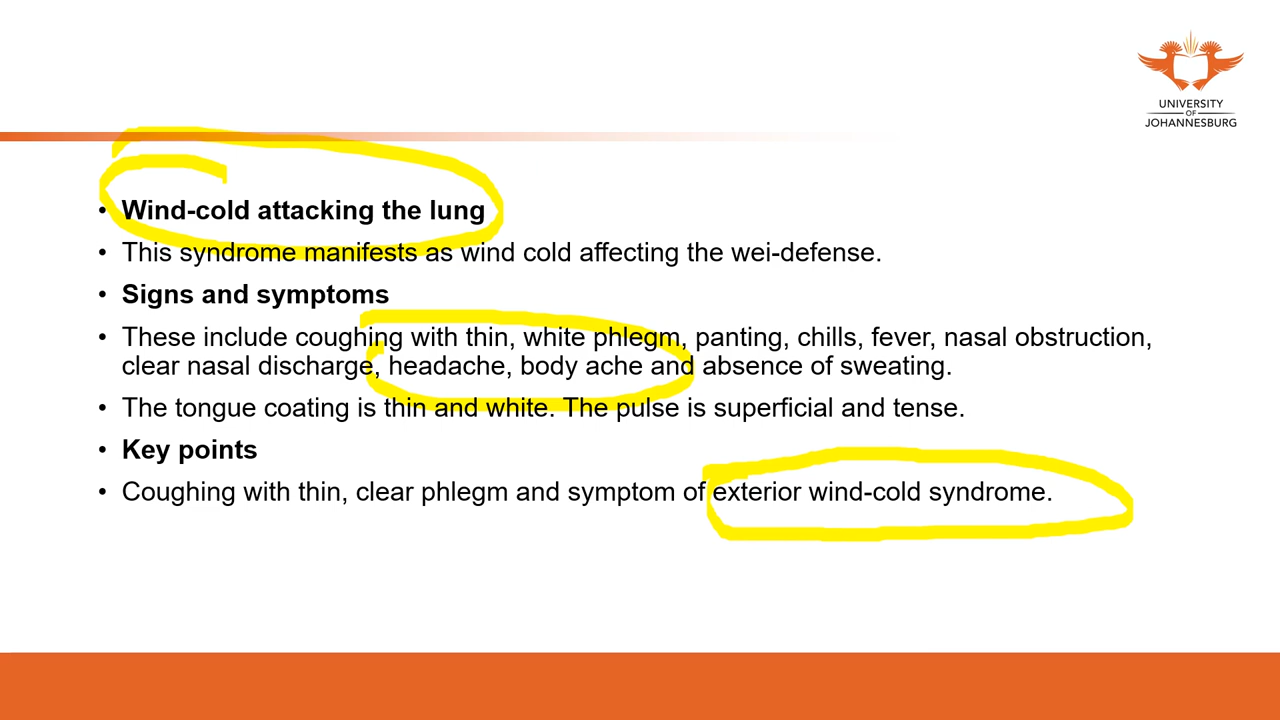 UNIVERSITY
OF
JOHANNESBURG
• Wind-cold attacking the lung
• This syndrome manifests as wind cold affecting the wei-defense.
• Signs and symptoms
• These include coughing with thin, white phlegm, panting, chills, fever, nasal obstruction,
clear nasal discharge, headache, body ache and absence of sweating.
• The tongue coating is thin and white. The pulse is superficial and tense.
• Key points
• Coughing with thin, clear phlegm and symptom of exterior wind-cold syndrome.